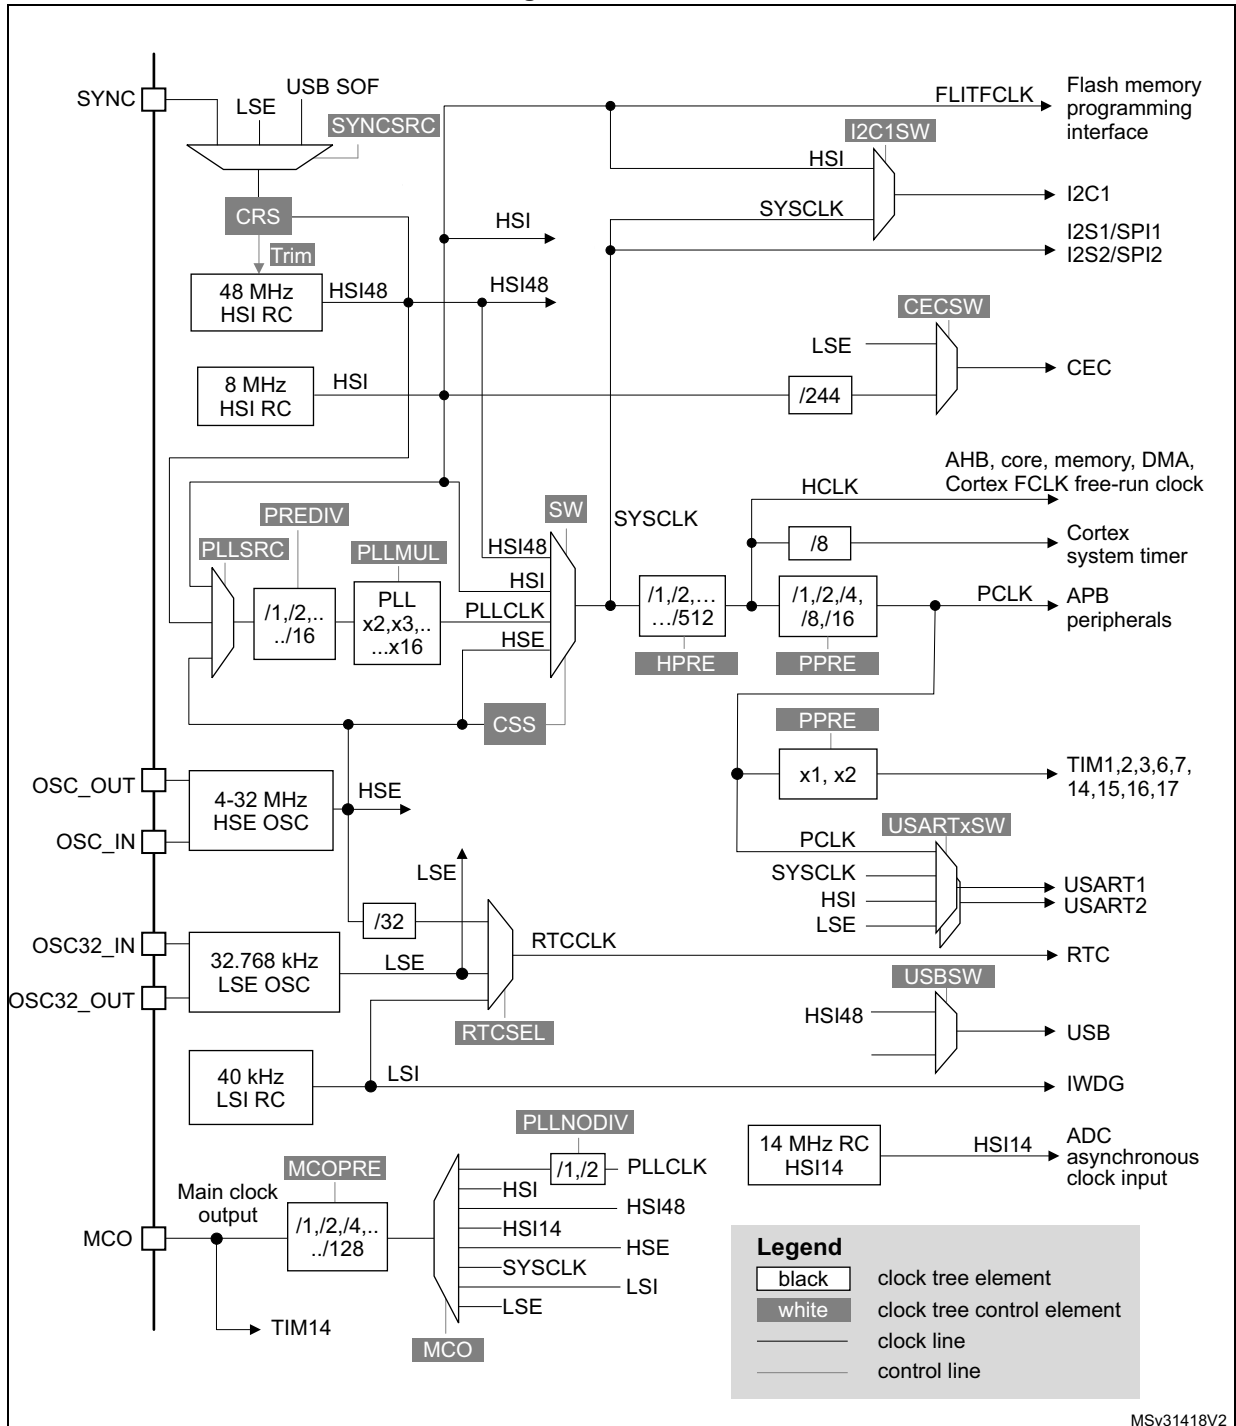 SYNC
LSE
USB SOF
SYNCSRC
CRS
Trim
48 MHz
HSI RC
HSI48
HSI
HSI48
8 MHz
HSI RC
HSI
FLITFCLK
Flash memory
programming
interface
I2C1SW
HSI
SYSCLK
I2C1
I2S1/SPI1
I2S2/SPI2
CECSW
LSE
/244
CEC
AHB, core, memory, DMA,
Cortex FCLK free-run clock
HCLK
/8
Cortex
system timer
PLLSRC
PREDIV
/1,/2,..
../16
PLLMUL
PLL
x2,x3,..
...x16
SW
HSI48
HSI
PLLCLK
HSE
SYSCLK
/1,/2,…
…/512
HPRE
/1,/2,/4,
/8,/16
PPRE
PCLK
APB
peripherals
CSS
PPRE
x1, x2
TIM1,2,3,6,7,
14,15,16,17
OSC_OUT
OSC_IN
4-32 MHz
HSE OSC
HSE
USARTxSW
PCLK
SYSCLK
HSI
LSE
USART1
USART2
LSE
/32
OSC32_IN
OSC32_OUT
32.768 kHz
LSE OSC
LSE
RTCCLK
RTC
RTCSEL
USBSW
HSI48
USB
40 kHz
LSI RC
LSI
IWDG
PLLNODIV
/1,/2
PLLCLK
HSI
HSI48
HSI14
HSE
SYSCLK
LSI
LSE
MCO
14 MHz RC
HSI14
HSI14
ADC
asynchronous
clock input
MCO
Main clock
output
MCOPRE
/1,/2,/4,..
../128
TIM14
Legend
black
clock tree element
white
clock tree control element
clock line
control line
MSv31418V2